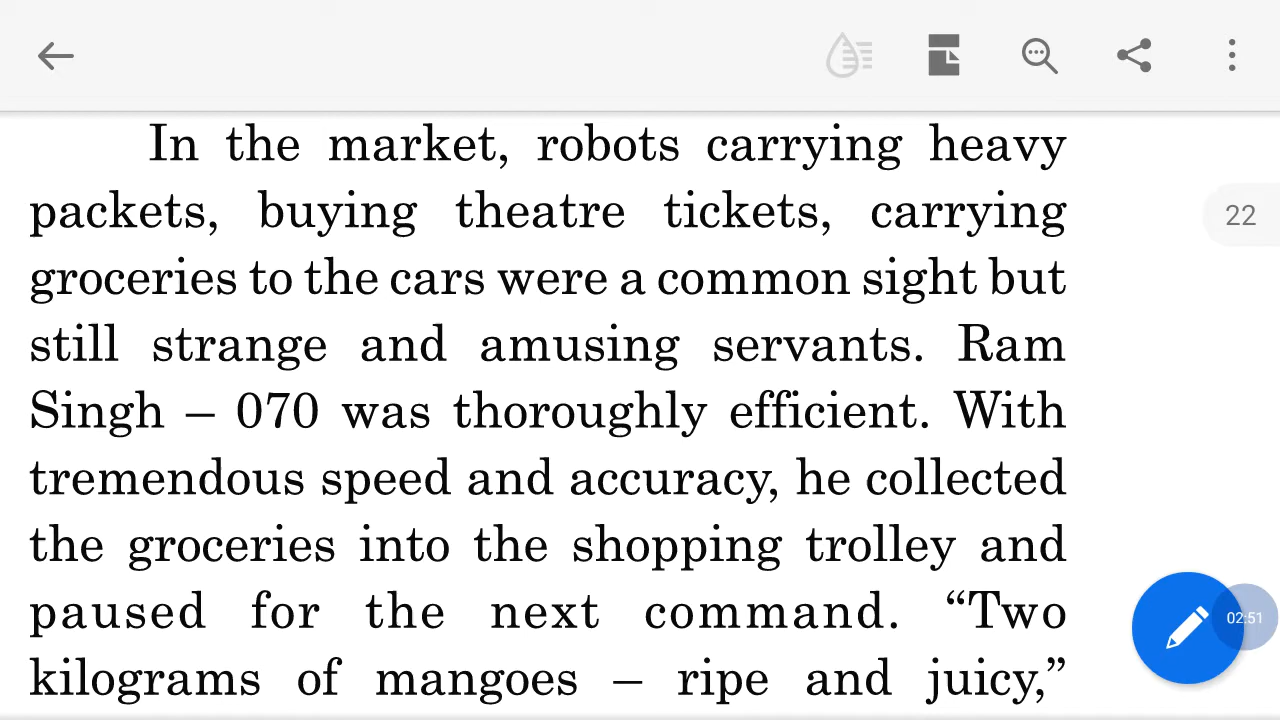 In the market, robots carrying heavy
packets, buying theatre tickets, carrying
22
groceries to the cars were a common sight but
still strange and amusing servants. Ram
Singh – 070 was thoroughly efficient. With
tremendous speed and accuracy, he collected
the groceries into the shopping trolley and
paused for the next command. “Two
02:51
kilograms of mangoes – ripe and juicy,”